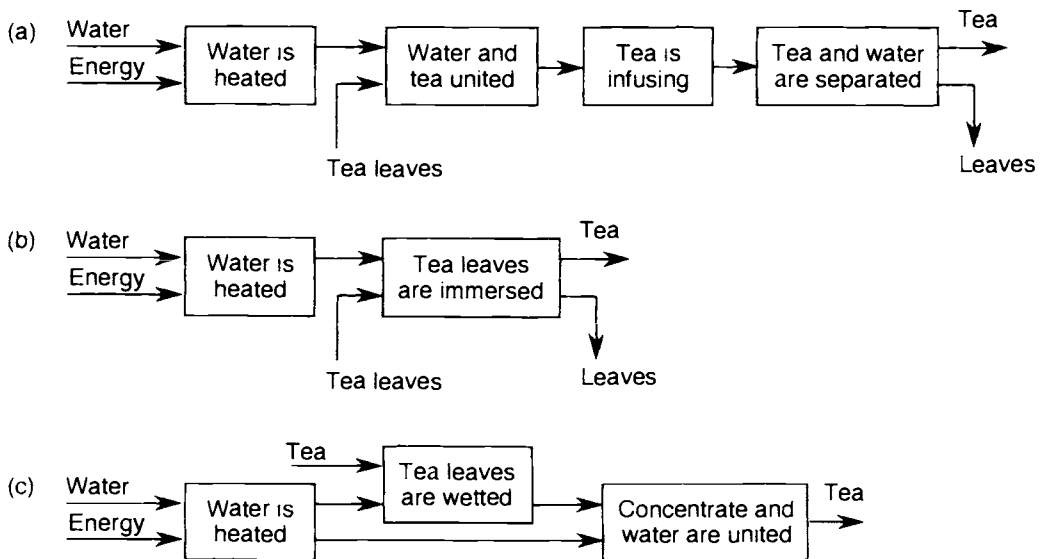 (a)
Water
Energy
Water is
heated
Tea leaves
Water and
tea united
Tea is
infusing
Tea and water
are separated
Tea
Leaves
(b)
Water
Energy
Water is
heated
Tea leaves
Tea leaves
are immersed
Tea
Leaves
(c)
Water
Energy
Water is
heated
Tea
Tea leaves
are wetted
Concentrate and
water are united
Tea